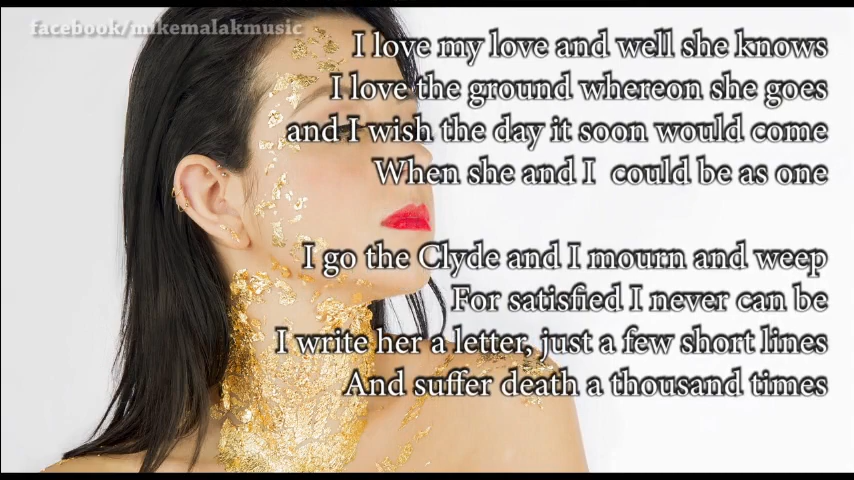 facebook/mikemalakmusic
I love my love and well she knows
I love the ground whereon she goes
and I wish the day it soon would come
When she and I could be as one
I go the Clyde and I mourn and weep
For satisfied I never can be
I write her a letter, just a few short lines
And suffer death a thousand times